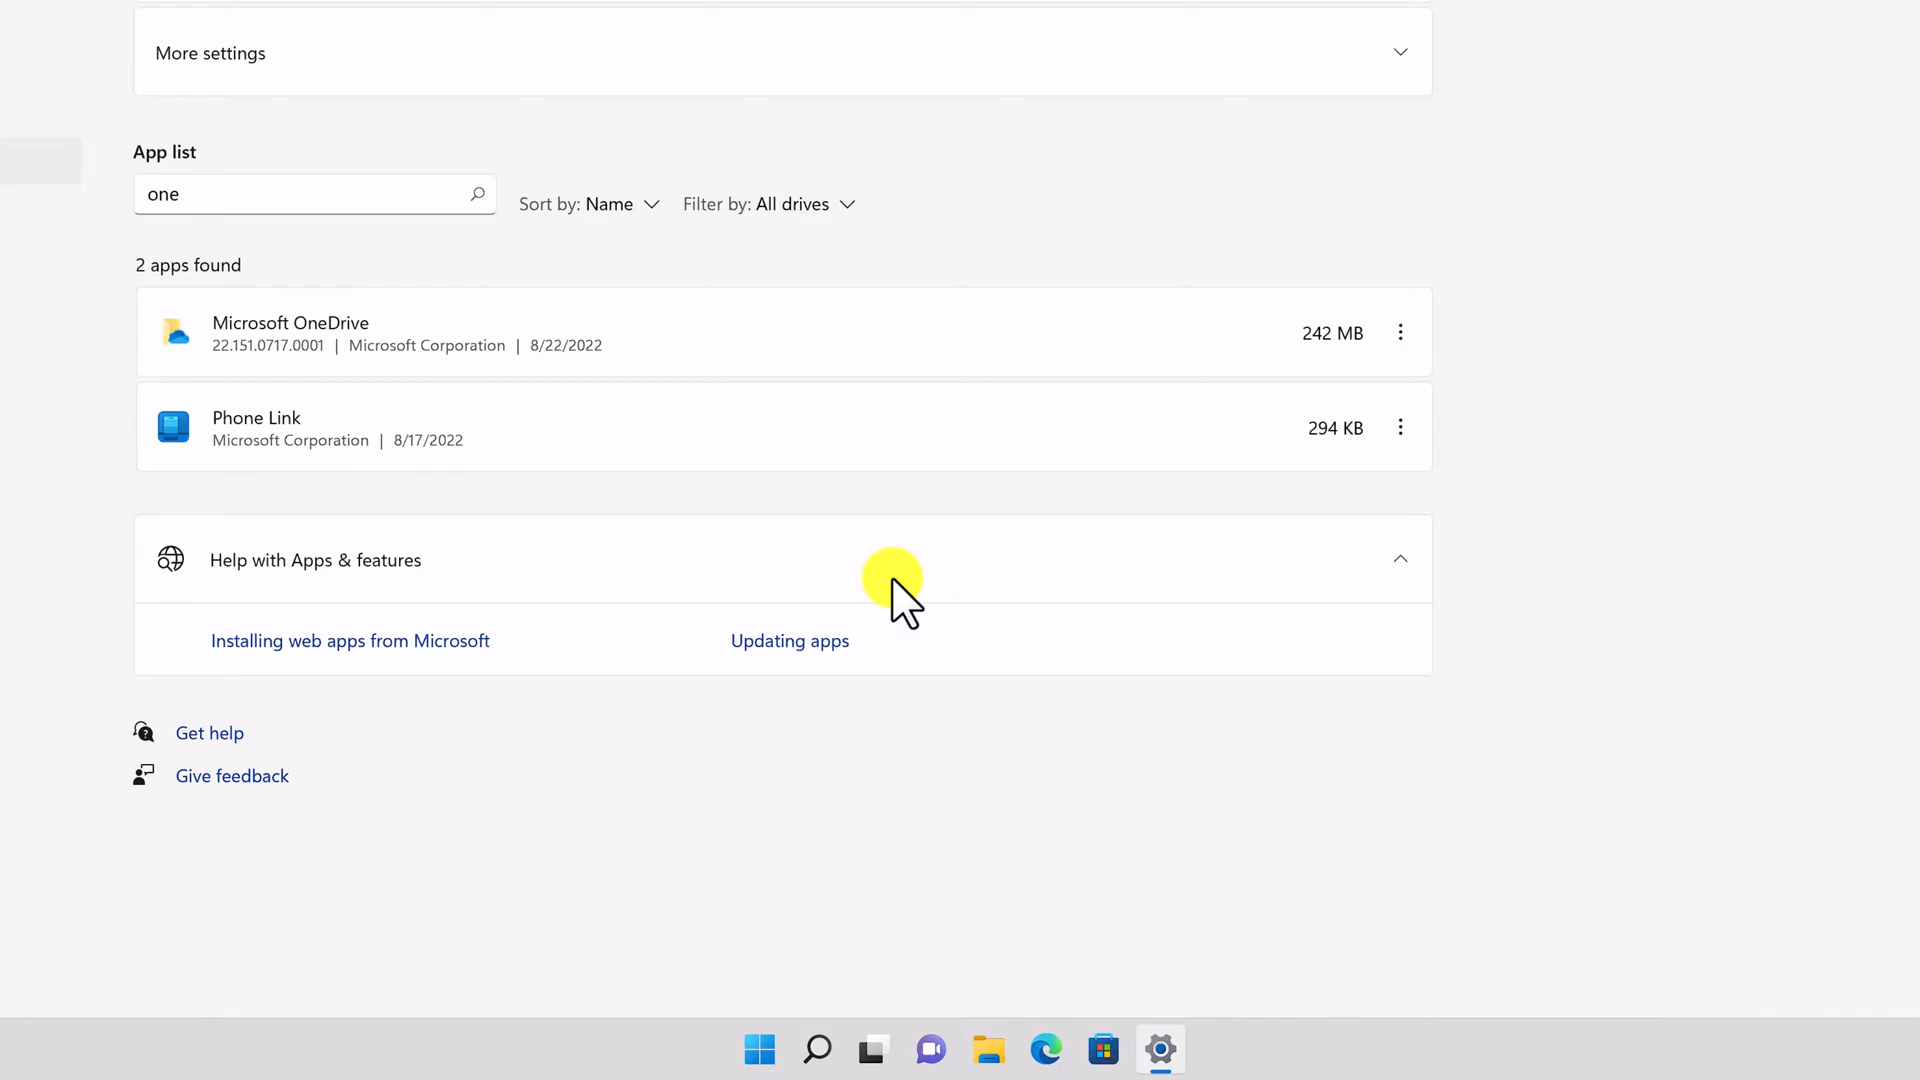 More settings
App list
one
Sort by: Name Filter by: All drives
2 apps found
Microsoft OneDrive
22.151.0717.0001 | Microsoft Corporation | 8/22/2022
242 MB
Phone Link
Microsoft Corporation | 8/17/2022
294 KB
Help with Apps & features
Installing web apps from Microsoft
Updating apps
Get help
Give feedback